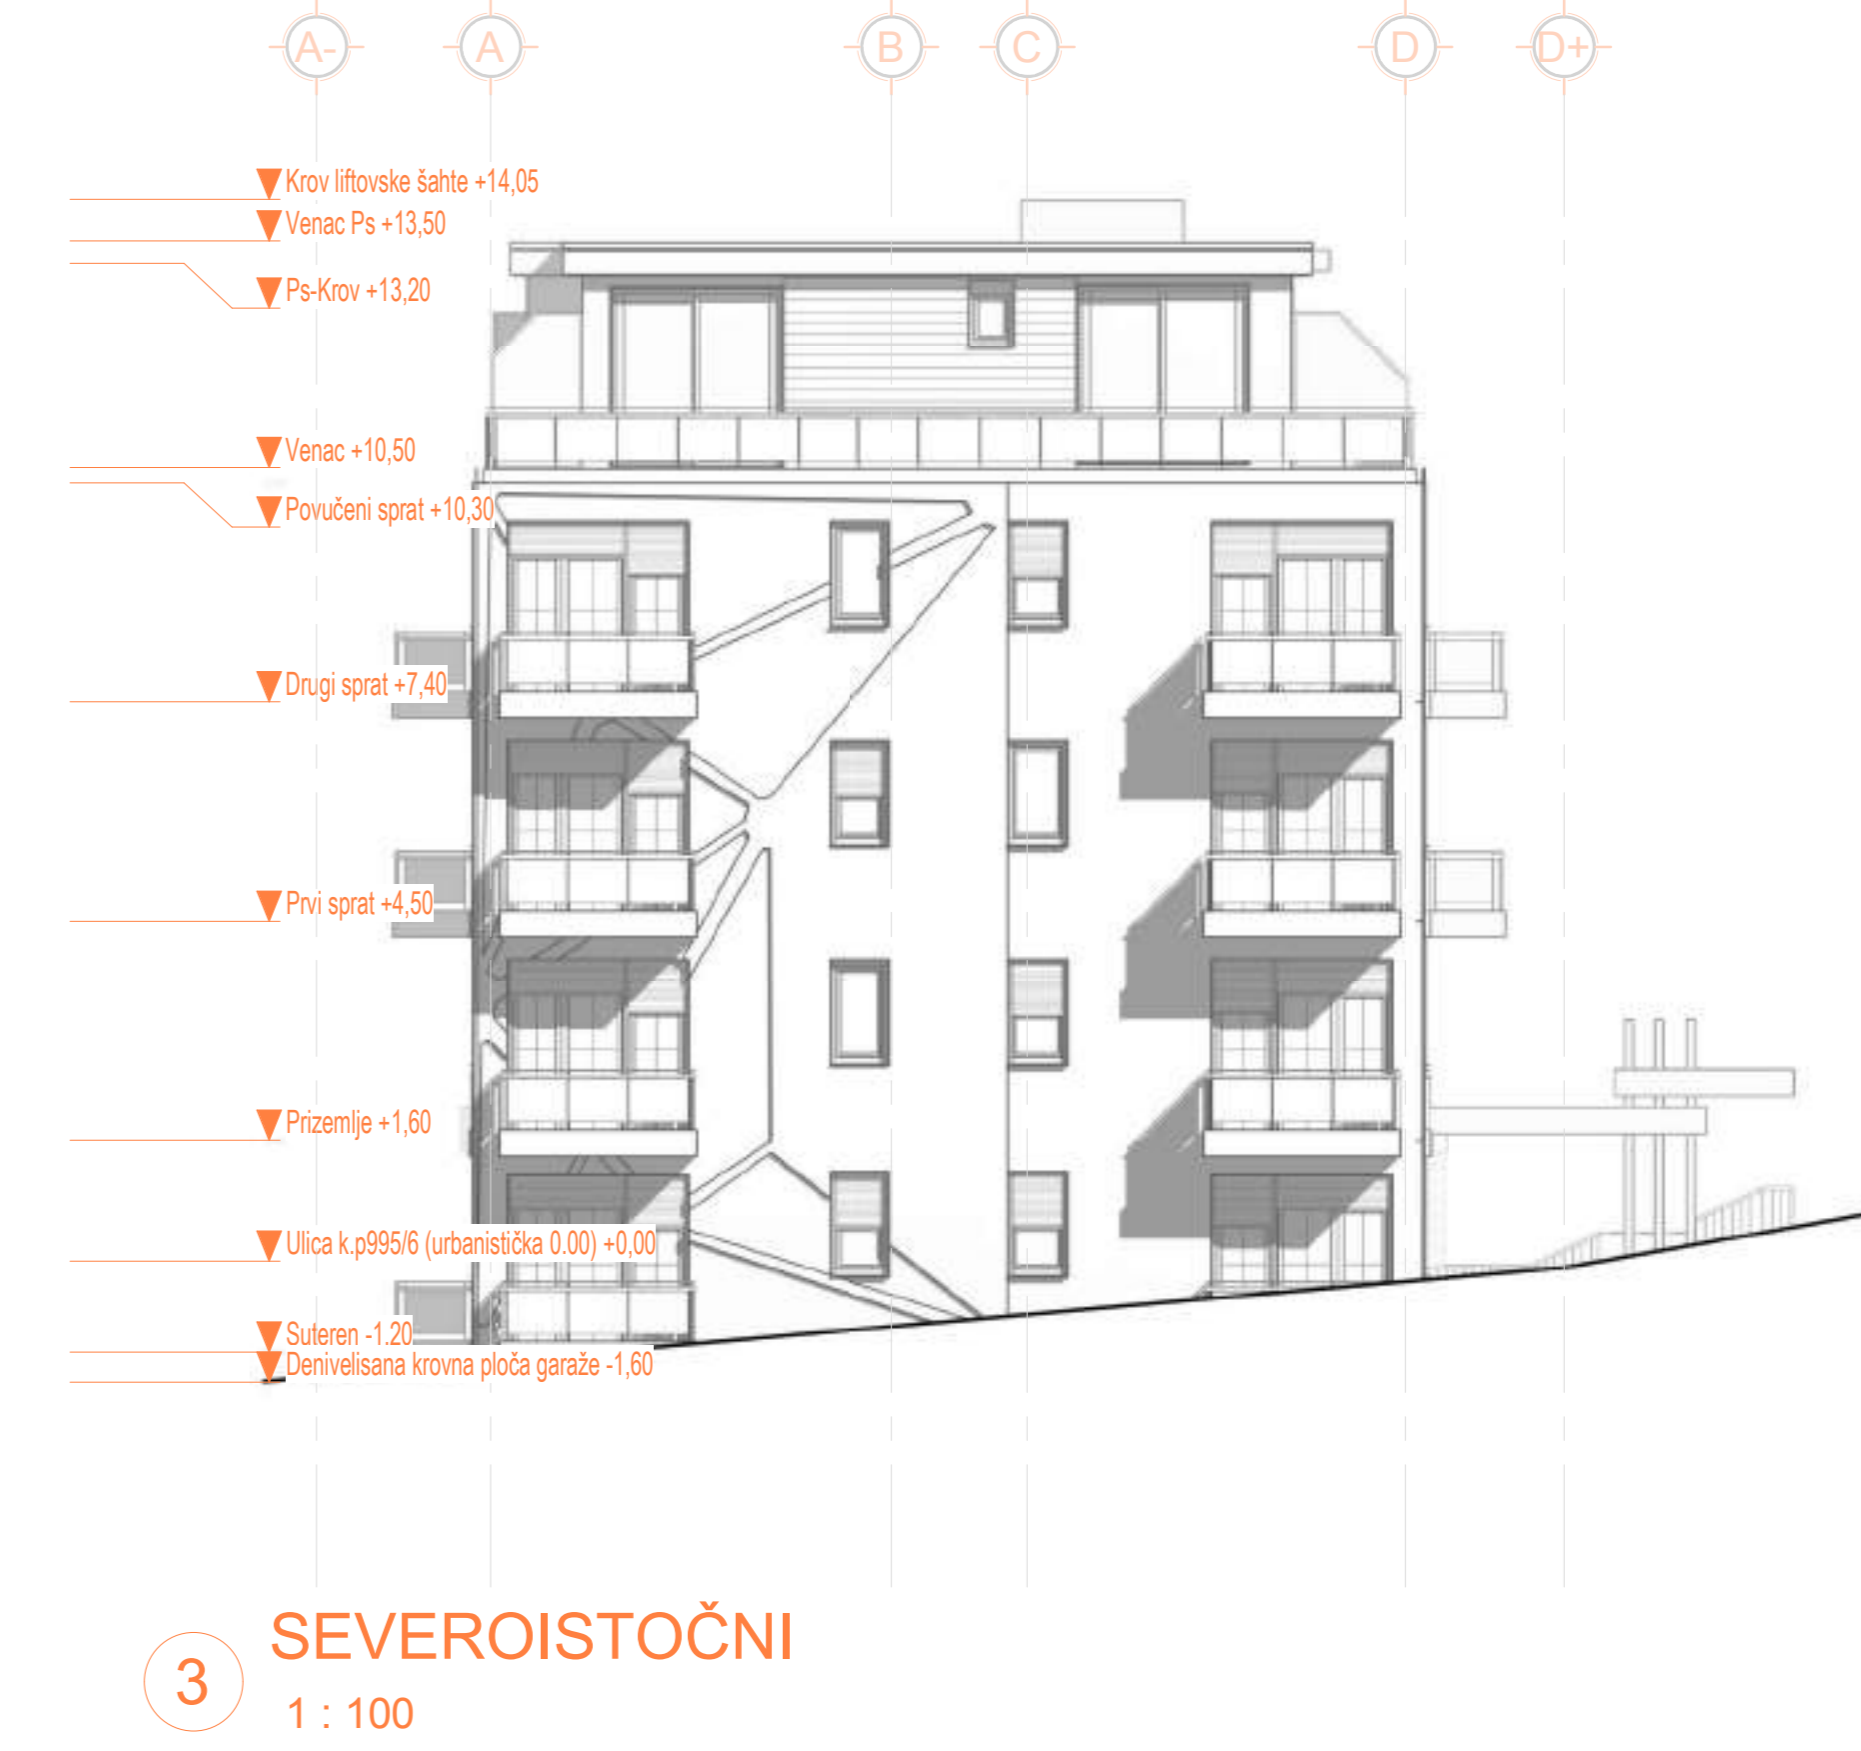 A- A B C D D+
Krov liftovske šahte +14,05
Venac Ps +13,50
Ps-Krov +13,20
Venac +10,50
Povučeni sprat +10,30
Drugi sprat +7,40
Prvi sprat +4,50
Prizemlje +1,60
Ulica k.p995/6 (urbanistička 0.00) +0,00
Suteren -1.20
Denivelisana krovna ploča garaže -1,60
3 SEVEROISTOČNI
1 : 100